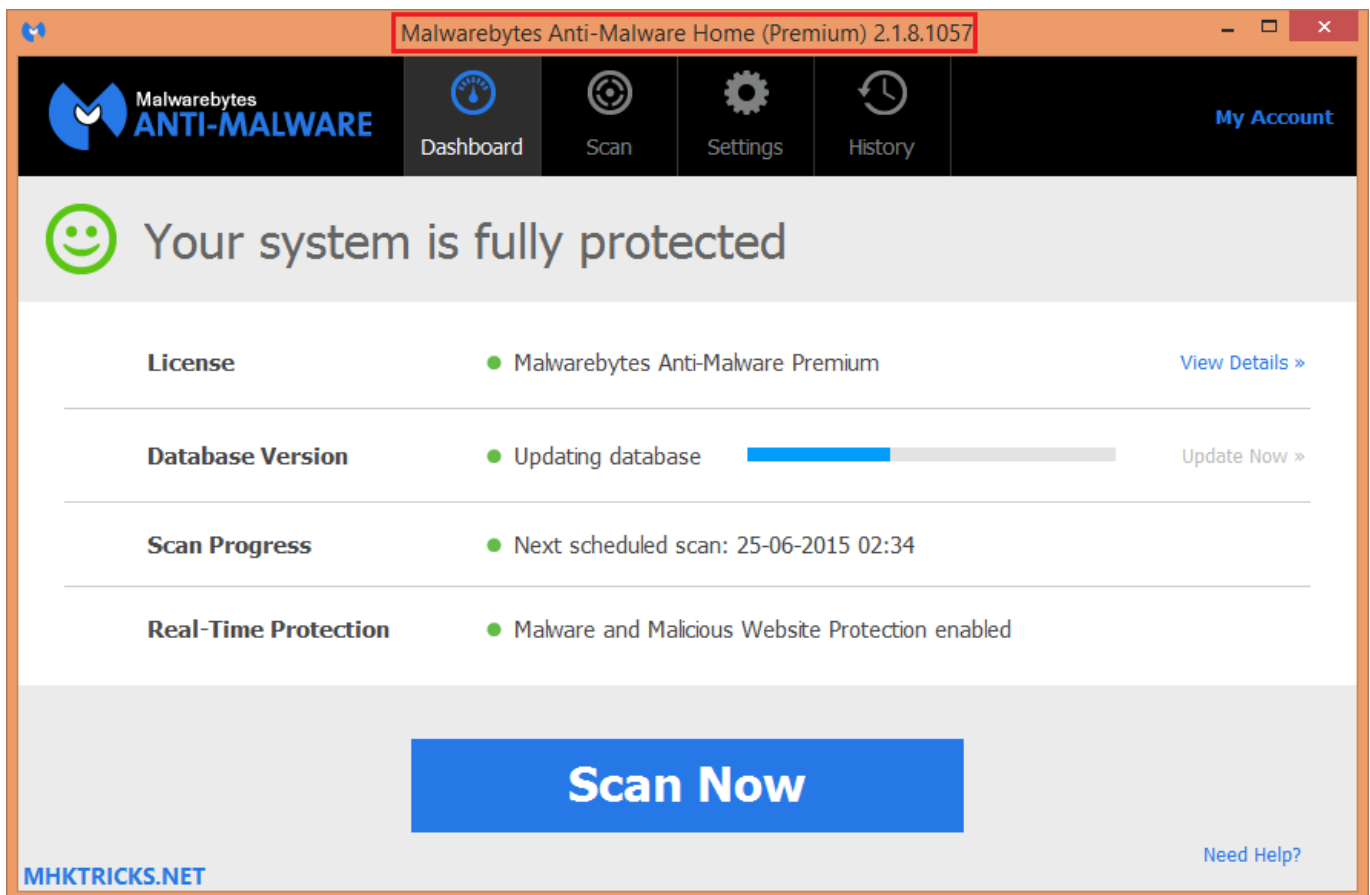 Malwarebytes Anti-Malware Home (Premium) 2.1.8.1057
Malwarebytes
ANTI-MALWARE
Dashboard
Scan
Settings
History
My Account
Your system is fully protected
License
Malwarebytes Anti-Malware Premium
View Details »
Database Version
Updating database
Update Now »
Scan Progress
Next scheduled scan: 25-06-2015 02:34
Real-Time Protection
Malware and Malicious Website Protection enabled
Scan Now
Need Help?
MHKTRICKS.NET